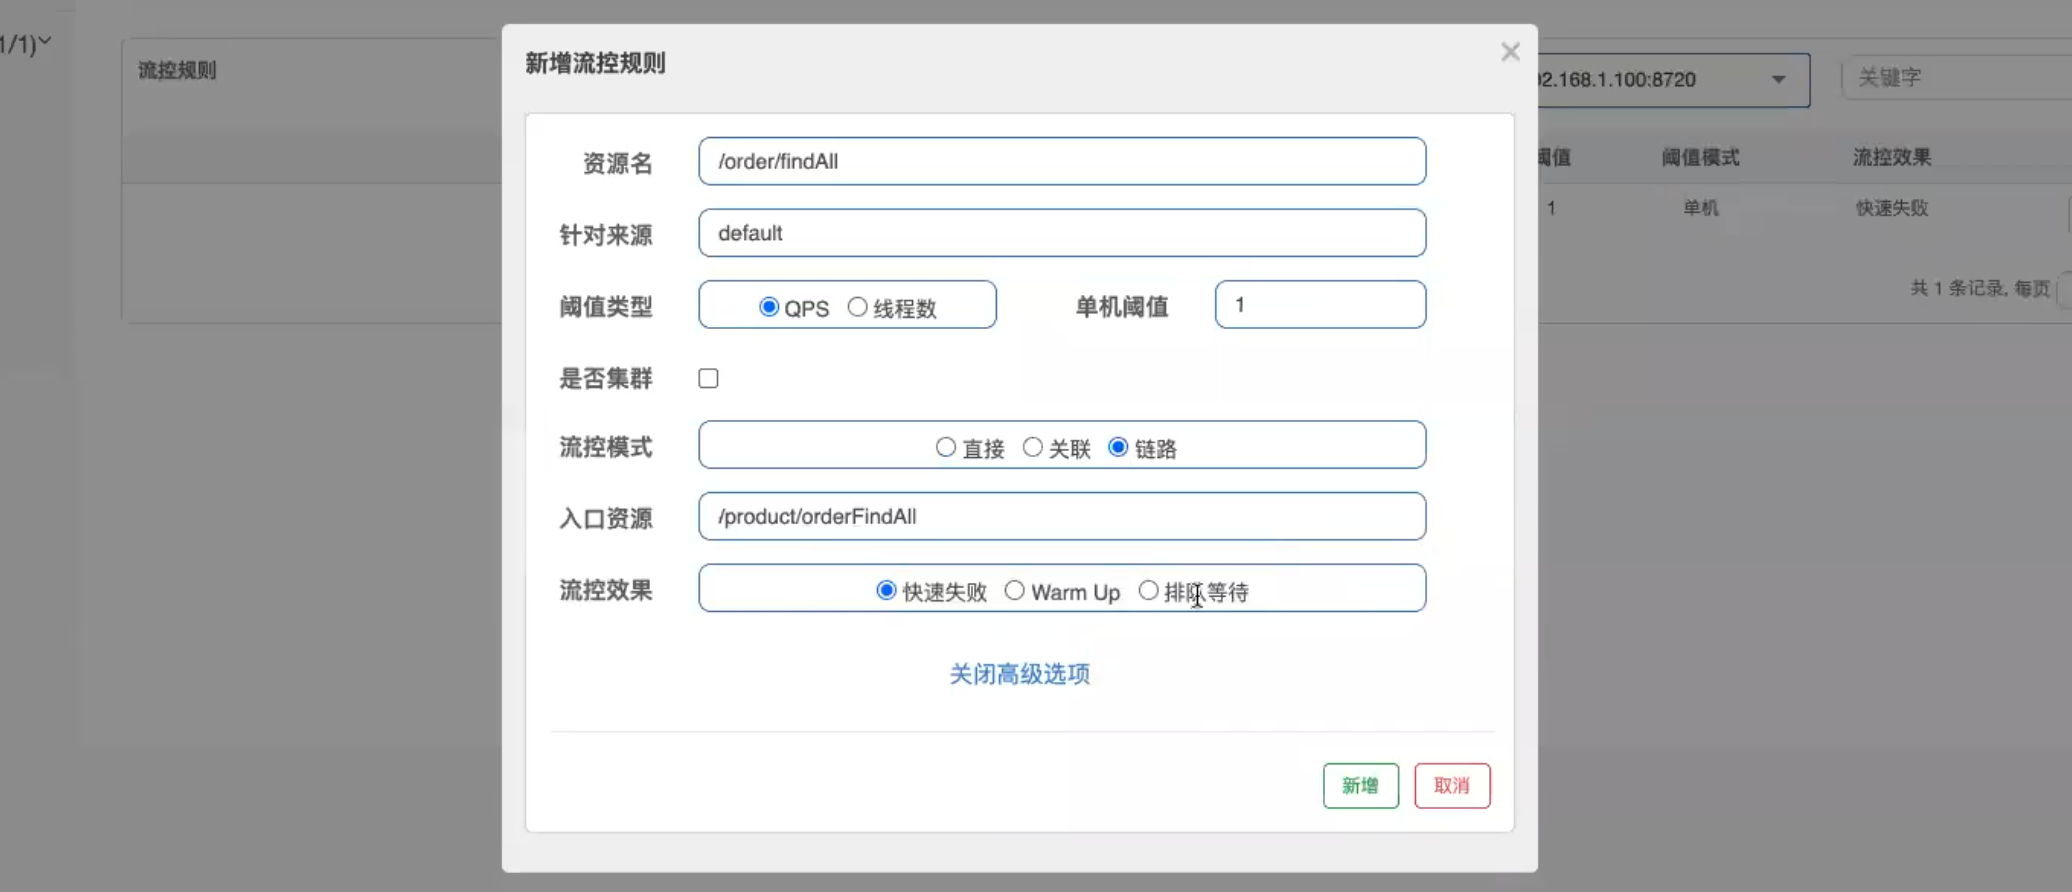 1/1)
新增流控规则
×
流控规则
92.168.1.100:8720
关键字
资源名
/order/findAll
阈值
阈值模式
流控效果
针对来源
default
1
单机
快速失败
阈值类型
QPS
线程数
单机阈值
1
共 1 条记录, 每页
是否集群
流控模式
直接
关联
链路
入口资源
/product/orderFindAll
流控效果
快速失败
Warm Up
排队等待
关闭高级选项
新增
取消